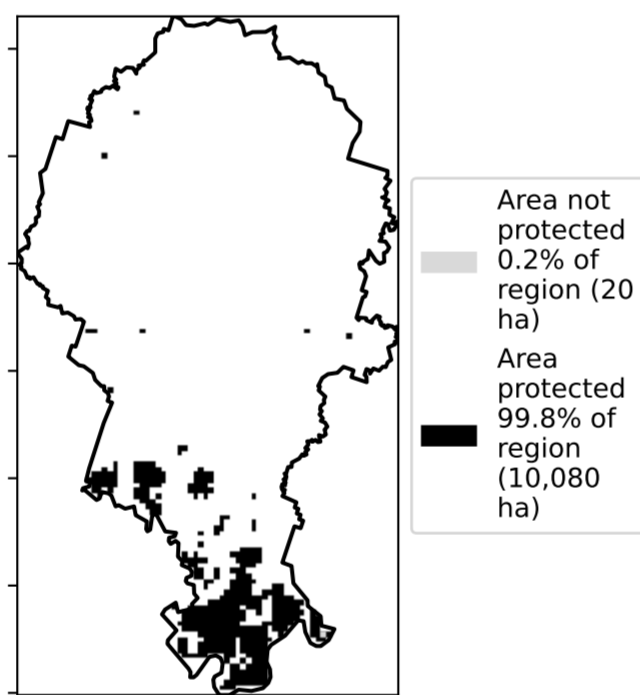 Area not
protected
0.2% of
region (20
ha)
Area
protected
99.8% of
region
(10,080
ha)